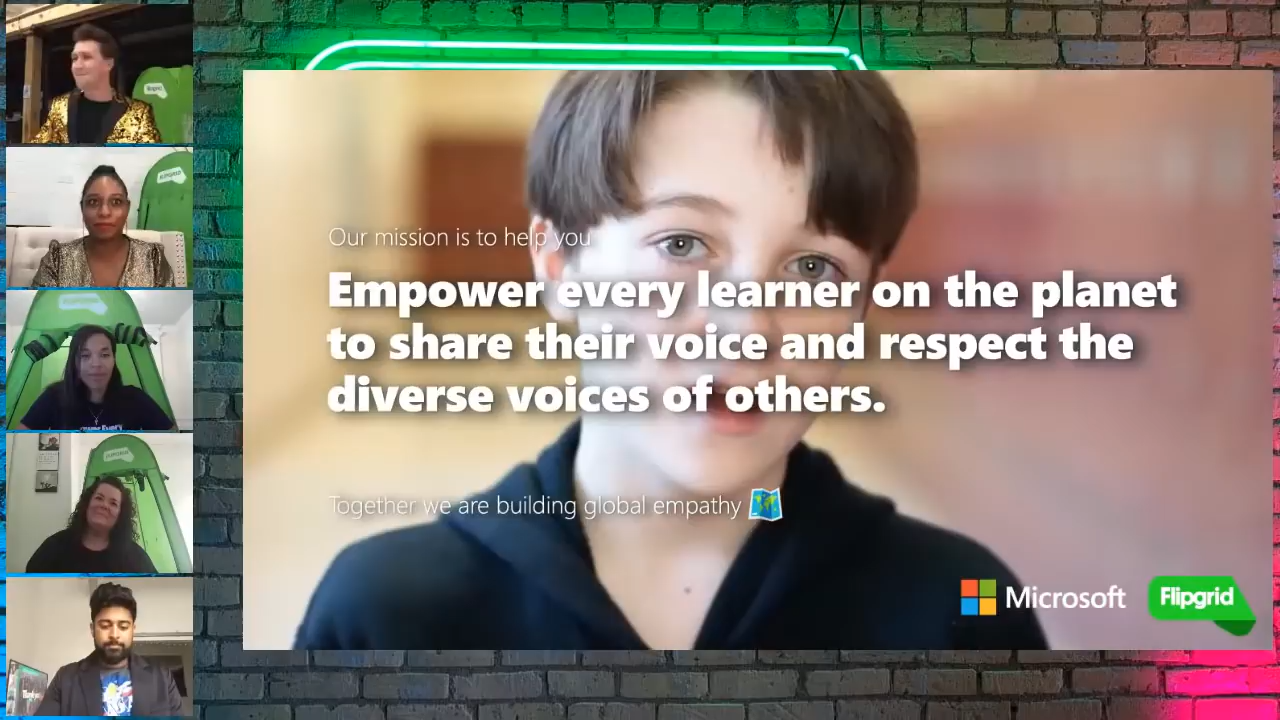 Our mission is to help you
Empower every learner on the planet
to share their voice and respect the
diverse voices of others.
Together we are building global empathy
Microsoft
Flipgrid